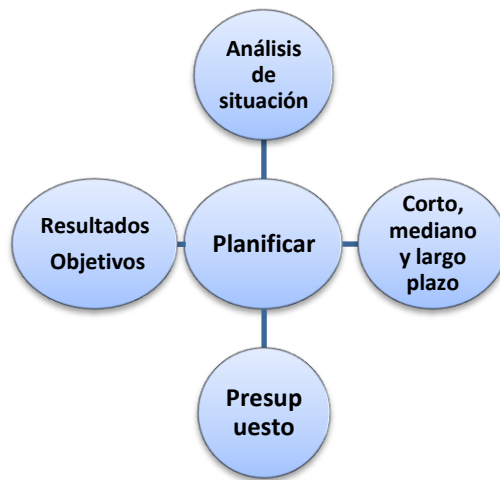 Análisis
de
situación
Resultados
Objetivos
Planificar
Corto,
mediano
y largo
plazo
Presup
uesto